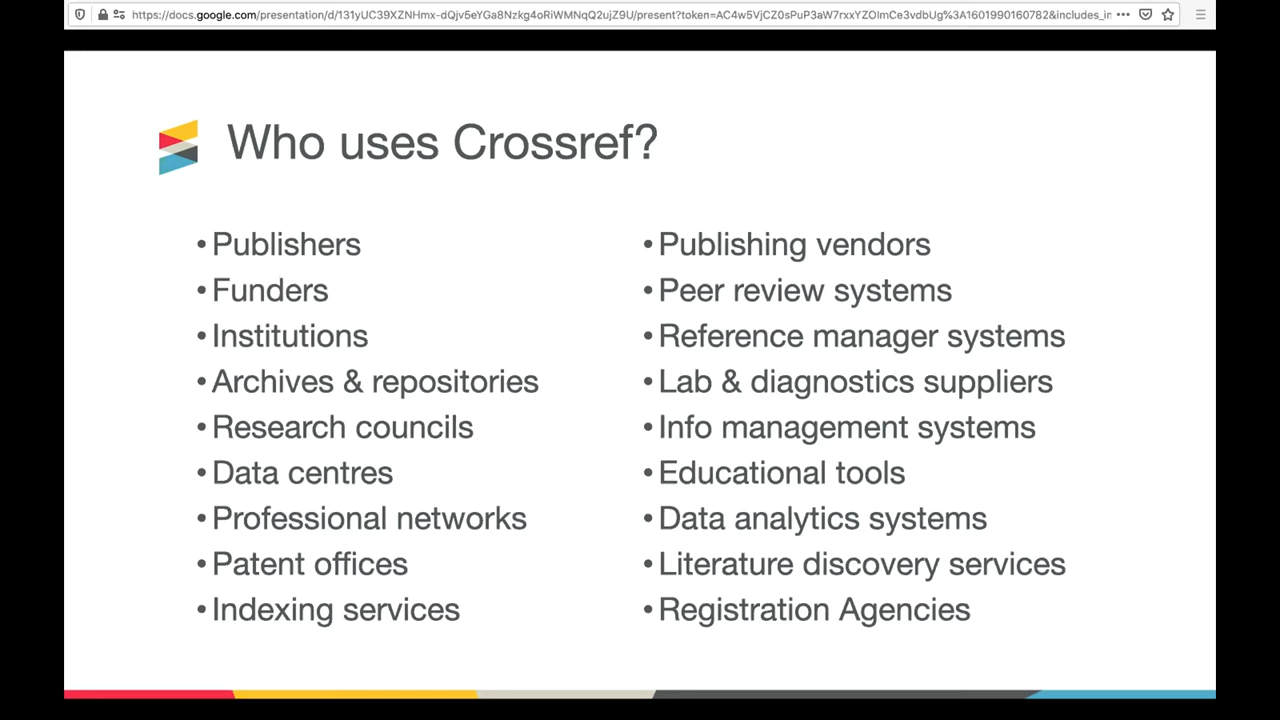 https://docs.google.com/presentation/d/131yUC39XZNHmx-dQjv5eYGa8Nzkg4oRiWMNqQ2ujZ9U/present?token=AC4w5VjCZ0sPuP3aW7rxxYZOlmCe3vdbUg%3A1601990160782&includes_in
Who uses Crossref?
• Publishers
• Funders
• Institutions
• Archives & repositories
• Research councils
• Data centres
• Professional networks
• Patent offices
• Indexing services
• Publishing vendors
• Peer review systems
• Reference manager systems
• Lab & diagnostics suppliers
• Info management systems
• Educational tools
• Data analytics systems
• Literature discovery services
• Registration Agencies